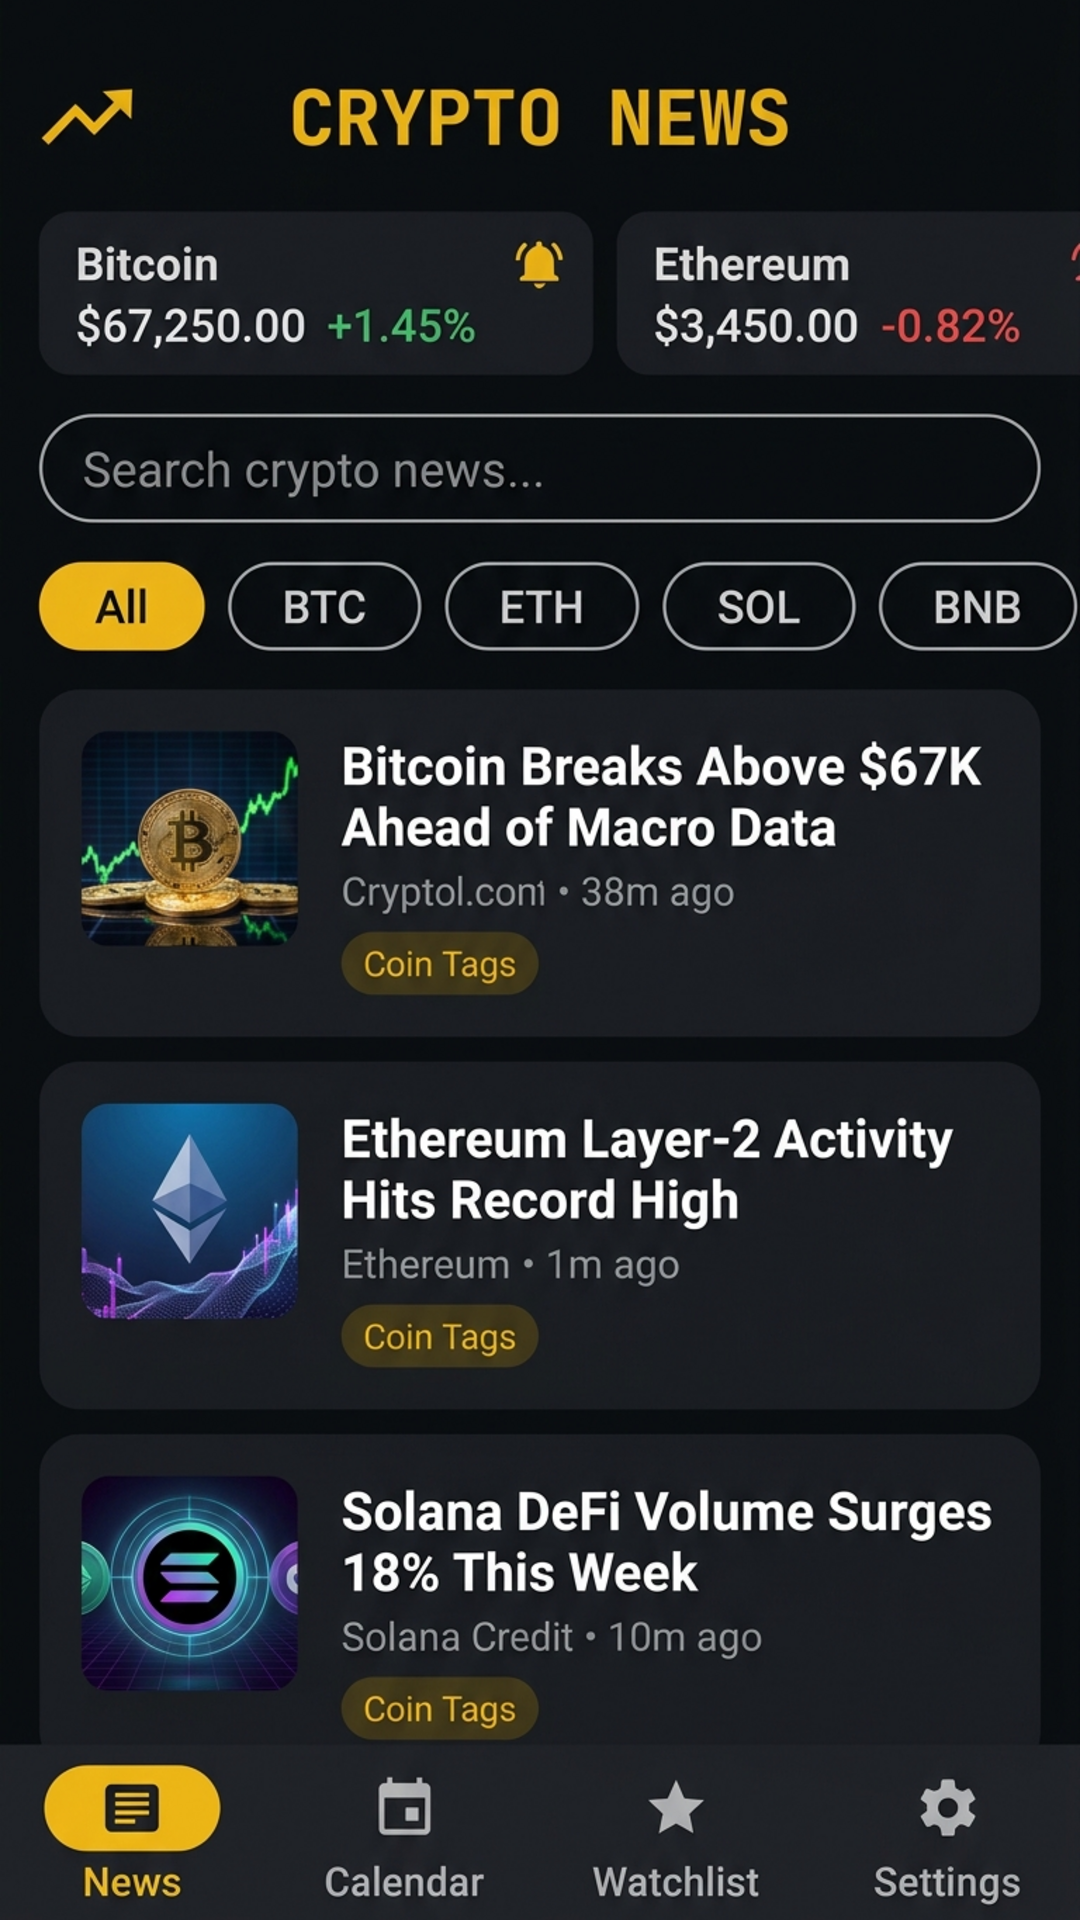 CRYPTO NEWS
Bitcoin
$67,250.00 +1.45%
Ethereum
$3,450.00 -0.82%
Search crypto news...
All
BTC
ETH
SOL
BNB
Bitcoin Breaks Above $67K
Ahead of Macro Data
• 38m ago
Coin Tags
Ethereum Layer-2 Activity
Hits Record High
Ethereum • 1m ago
Coin Tags
Solana DeFi Volume Surges
18% This Week
Solana Credit • 10m ago
Coin Tags
News
Calendar
Watchlist
Settings